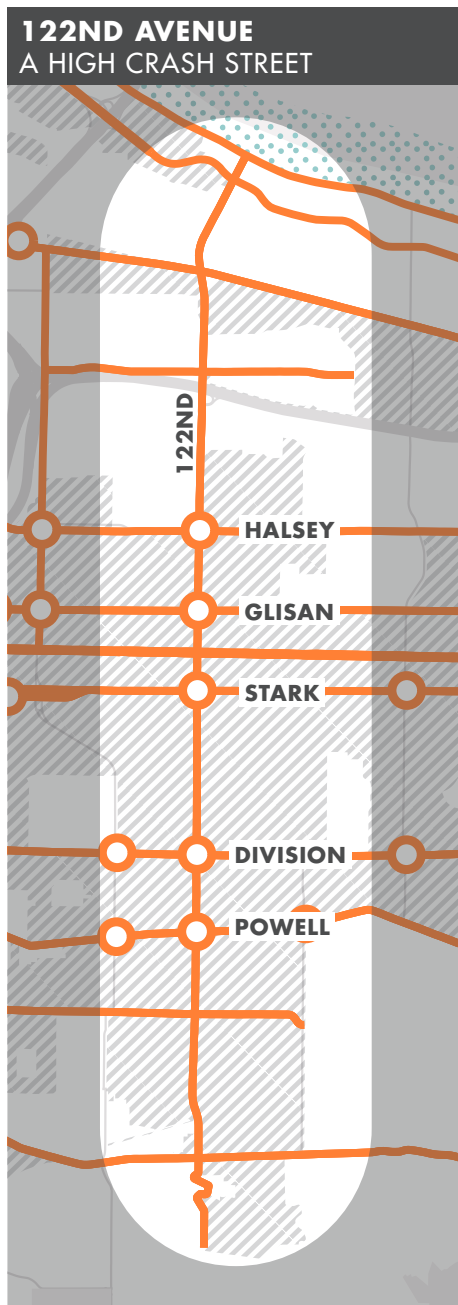 122ND AVENUE
A HIGH CRASH STREET
122ND
HALSEY
GLISAN
STARK
DIVISION
POWELL